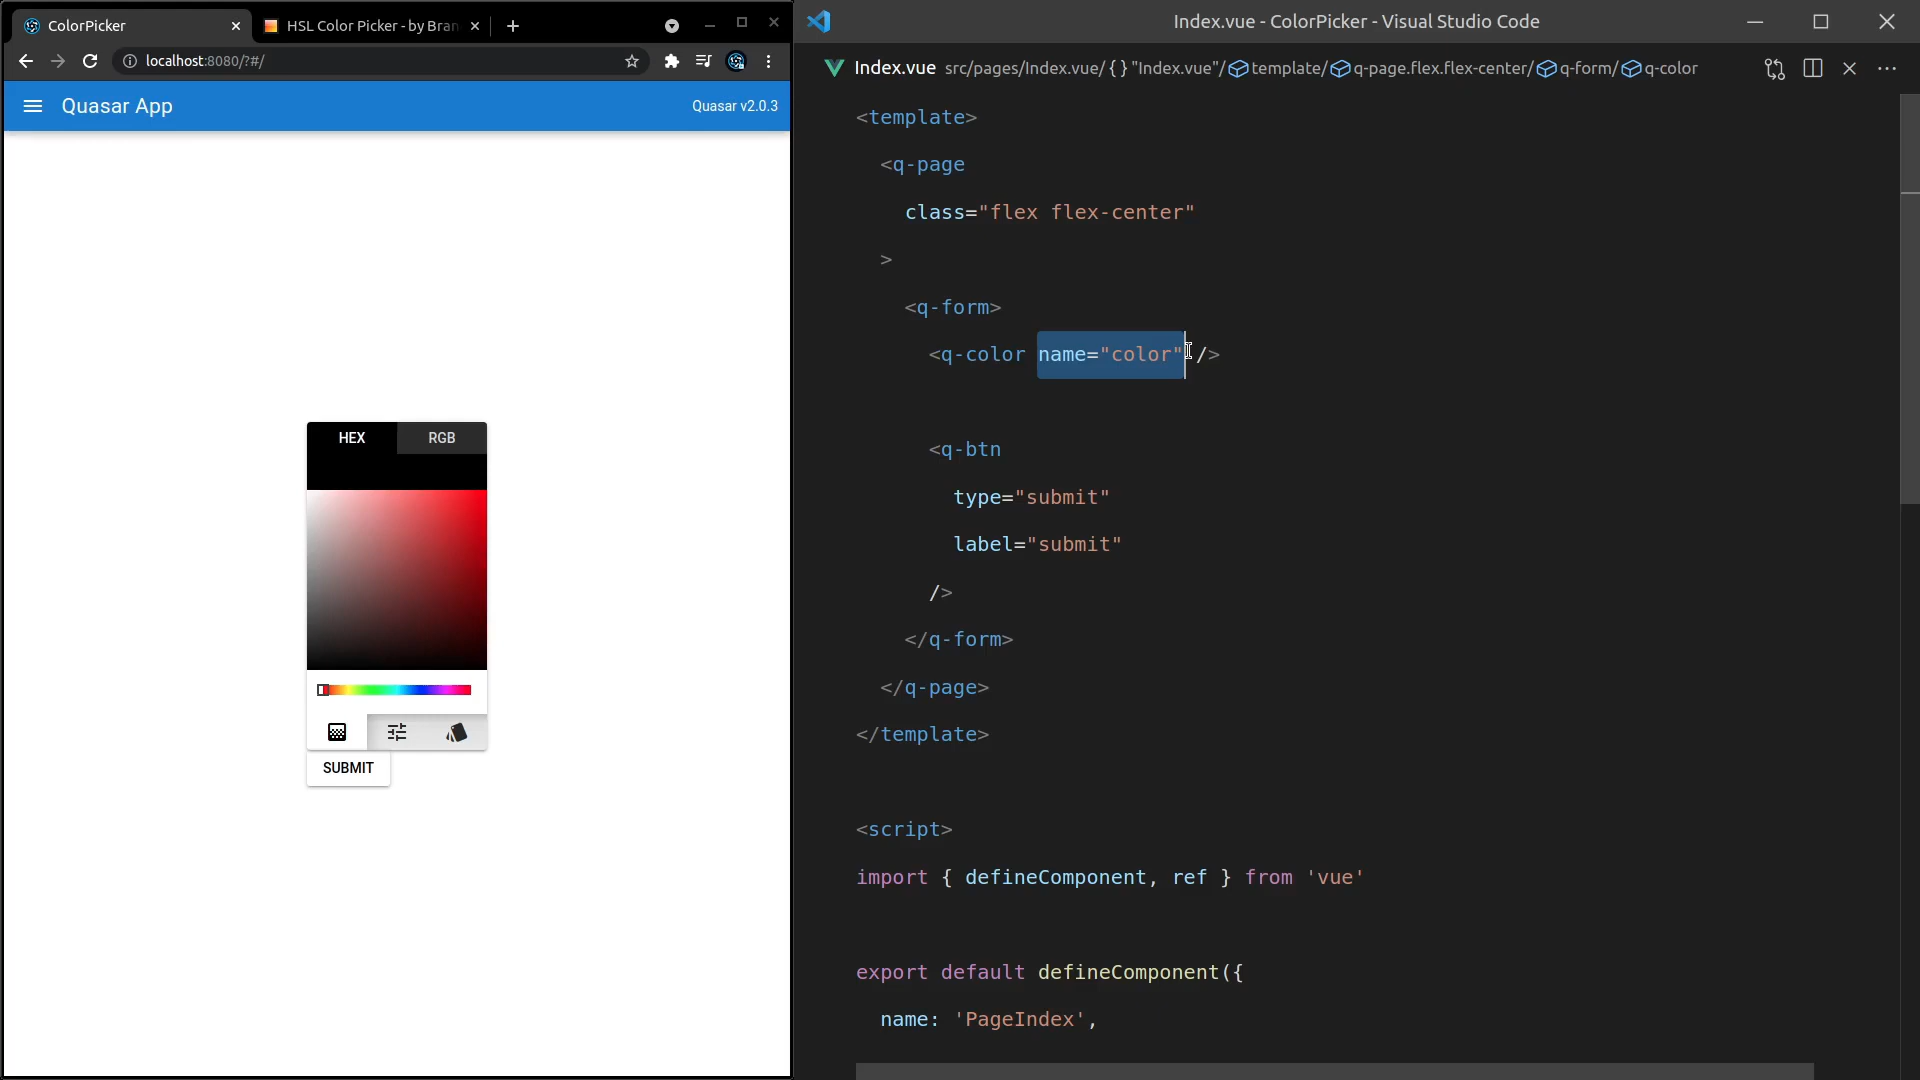 ColorPicker
HSL Color Picker - by Bran
localhost:8080/?#/
Quasar App
Quasar v2.0.3
HEX
RGB
SUBMIT
Index.vue - ColorPicker - Visual Studio Code
Index.vue src/pages/Index.vue/ {} "Index.vue"/ template/ q-page.flex.flex-center/ q-form/ q-color
<template>
<q-page
class="flex flex-center"
>
<q-form>
<q-color name="color" />
<q-btn
type="submit"
label="submit"
/>
</q-form>
</q-page>
</template>
<script>
import { defineComponent, ref } from 'vue'
export default defineComponent({
name: 'PageIndex',